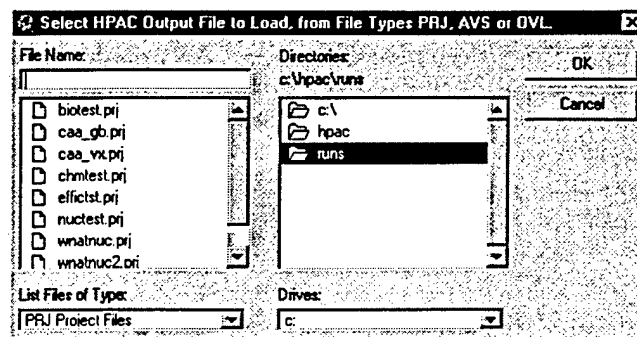 Select HPAC Output File to Load, from File Types PRJ, AVS or OVL.
File Name:
Directories:
c:\hpac\runs
OK
Cancel
biotest.prj
caa_gb.prj
caa_vx.prj
chmtest.prj
effictst.prj
nuctest.prj
wnatnuc.prj
wnatnuc2.prj
c:\
hpac
runs
List Files of Type:
PRJ Project Files
Drives:
c: